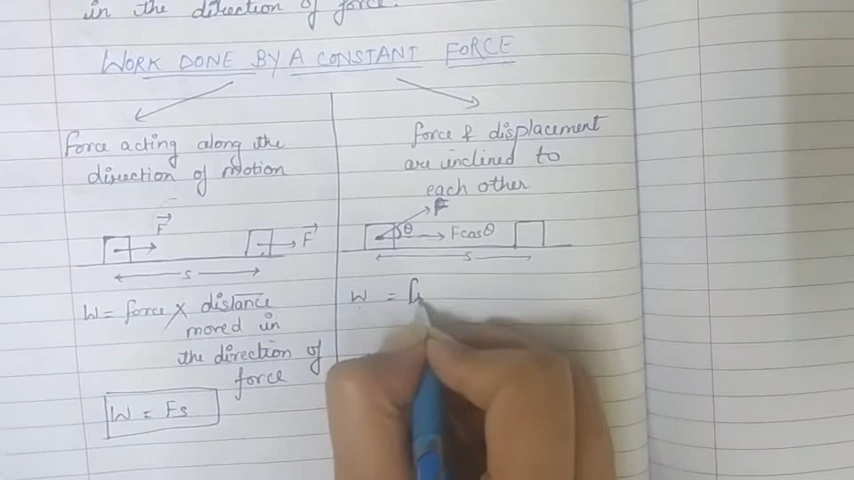 in the direction of force.
WORK DONE BY A CONSTANT FORCE
force acting along the
direction of motion
F
F
s
W = force X distance
moved in
the direction of
force
W = Fs
force & displacement
are inclined to
each other
F
θ
Fcosθ
s
W =